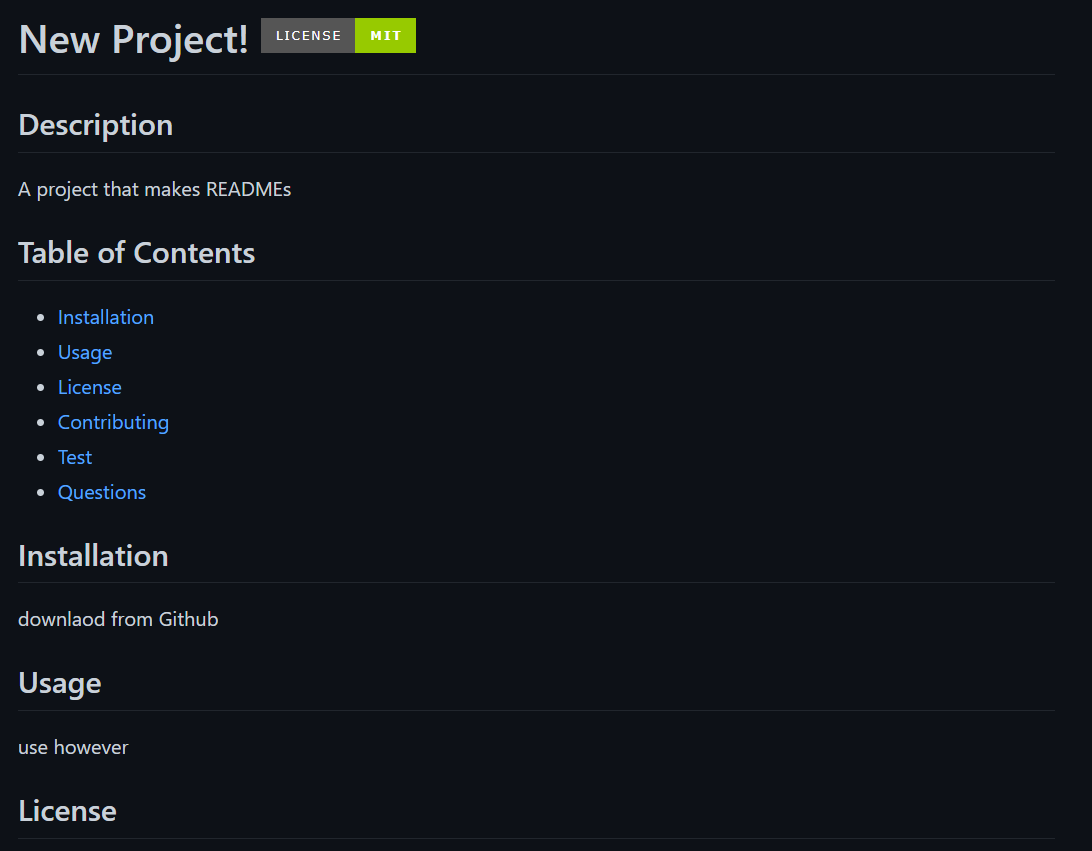 New Project! LICENSE MIT
Description
A project that makes READMEs
Table of Contents
Installation
Usage
License
Contributing
Test
Questions
Installation
downlaod from Github
Usage
use however
License